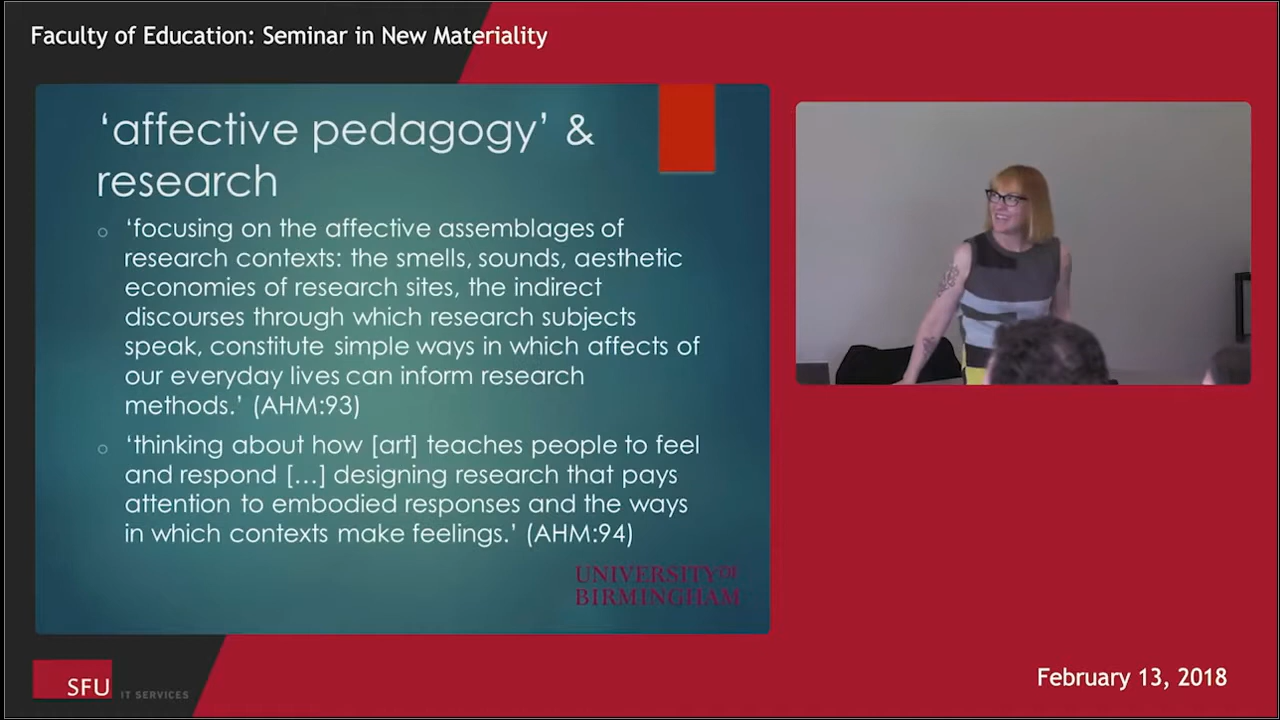 Faculty of Education: Seminar in New Materiality
‘affective pedagogy’ &
research
‘focusing on the affective assemblages of
research contexts: the smells, sounds, aesthetic
economies of research sites, the indirect
discourses through which research subjects
speak, constitute simple ways in which affects of
our everyday lives can inform research
methods.’ (AHM:93)
‘thinking about how [art] teaches people to feel
and respond […] designing research that pays
attention to embodied responses and the ways
in which contexts make feelings.’ (AHM:94)
UNIVERSITY OF
BIRMINGHAM
SFU IT SERVICES
February 13, 2018